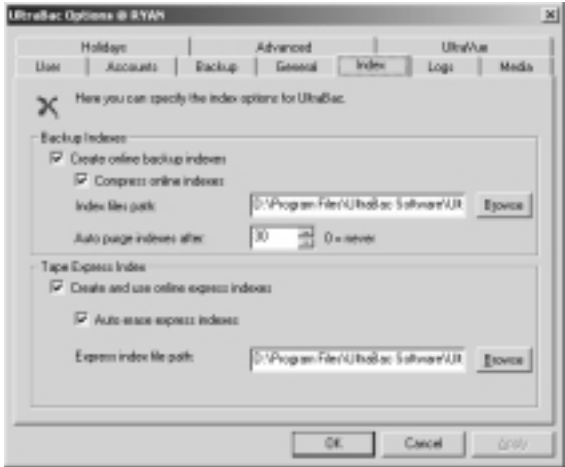 UltraBac Options @ RYAN
Holidays Advanced UltraVue
User Accounts Backup General Index Logs Media
Here you can specify the index options for UltraBac.
Backup Indexes
Create online backup indexes
Compress online indexes
Index files path: D:\Program Files\UltraBac Software\Ult Browse
Auto purge indexes after: 30 0 = never
Tape Express Index
Create and use online express indexes
Auto erase express indexes
Express index file path: D:\Program Files\UltraBac Software\Ult Browse
OK Cancel Apply